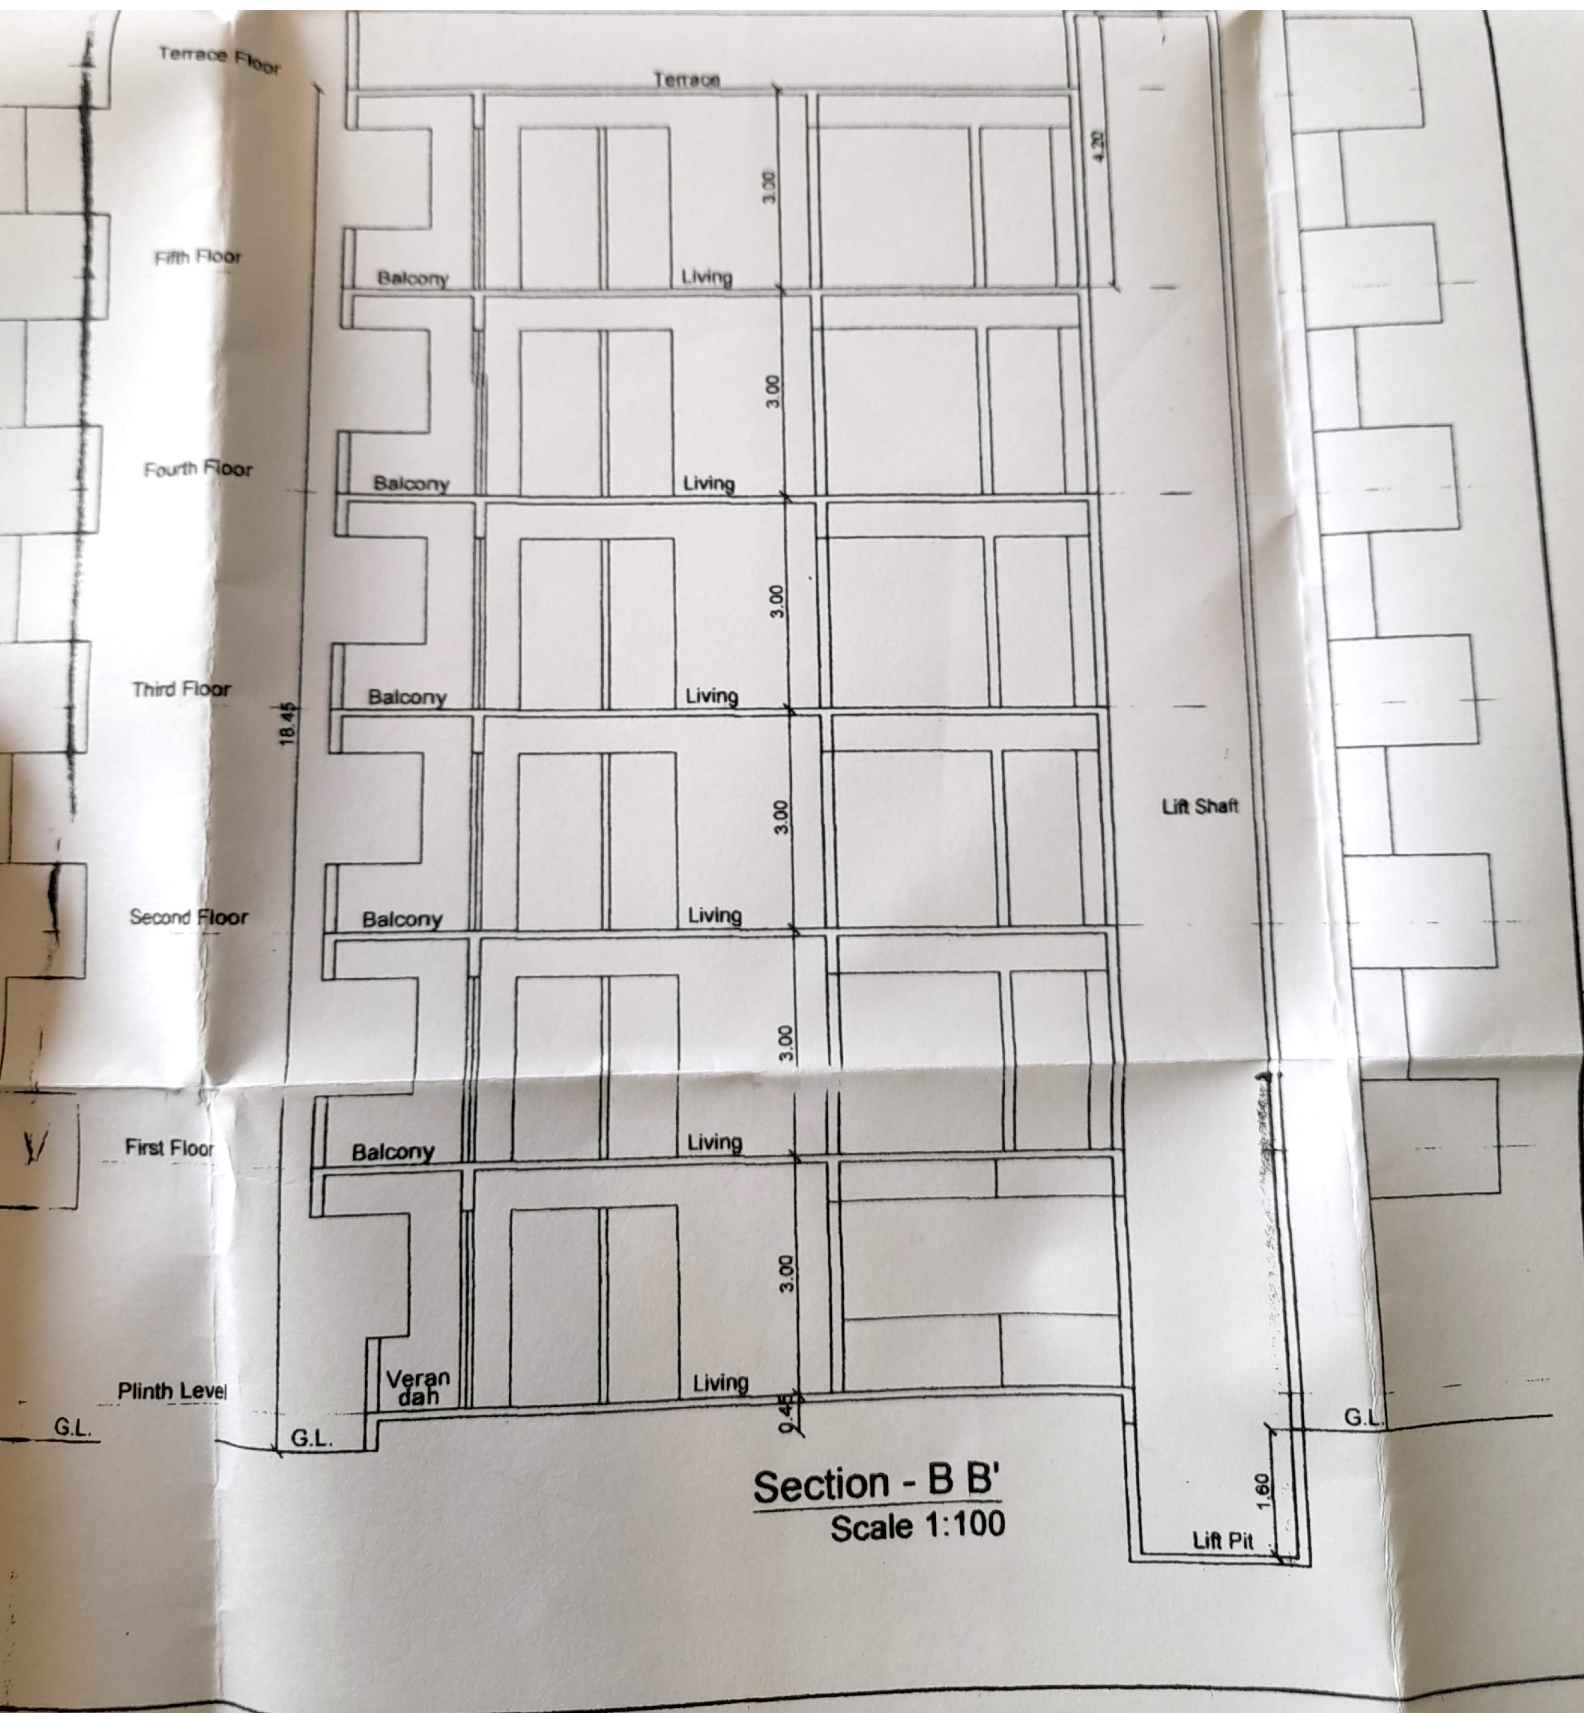 Terrace Floor
Terrace
4.20
3.00
Fifth Floor
Balcony
Living
3.00
Fourth Floor
Balcony
Living
3.00
Third Floor
Balcony
Living
18.45
3.00
Lift Shaft
Second Floor
Balcony
Living
3.00
First Floor
Balcony
Living
3.00
Plinth Level
Veran
dah
Living
0.45
G.L.
G.L.
G.L.
Section - B B'
Scale 1:100
1.60
Lift Pit